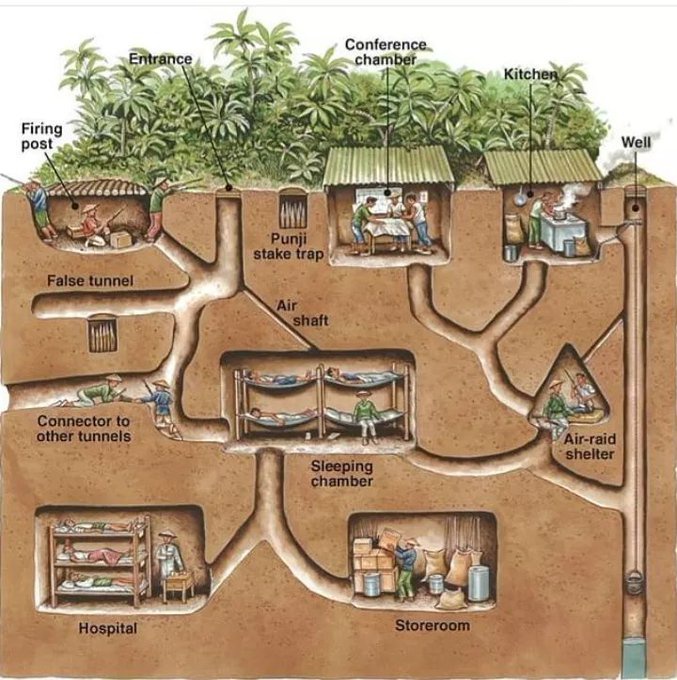 Entrance
Conference
chamber
Kitchen
Firing
post
Well
Punji
stake trap
False tunnel
Air
shaft
Connector to
other tunnels
Air-raid
shelter
Sleeping
chamber
Hospital
Storeroom